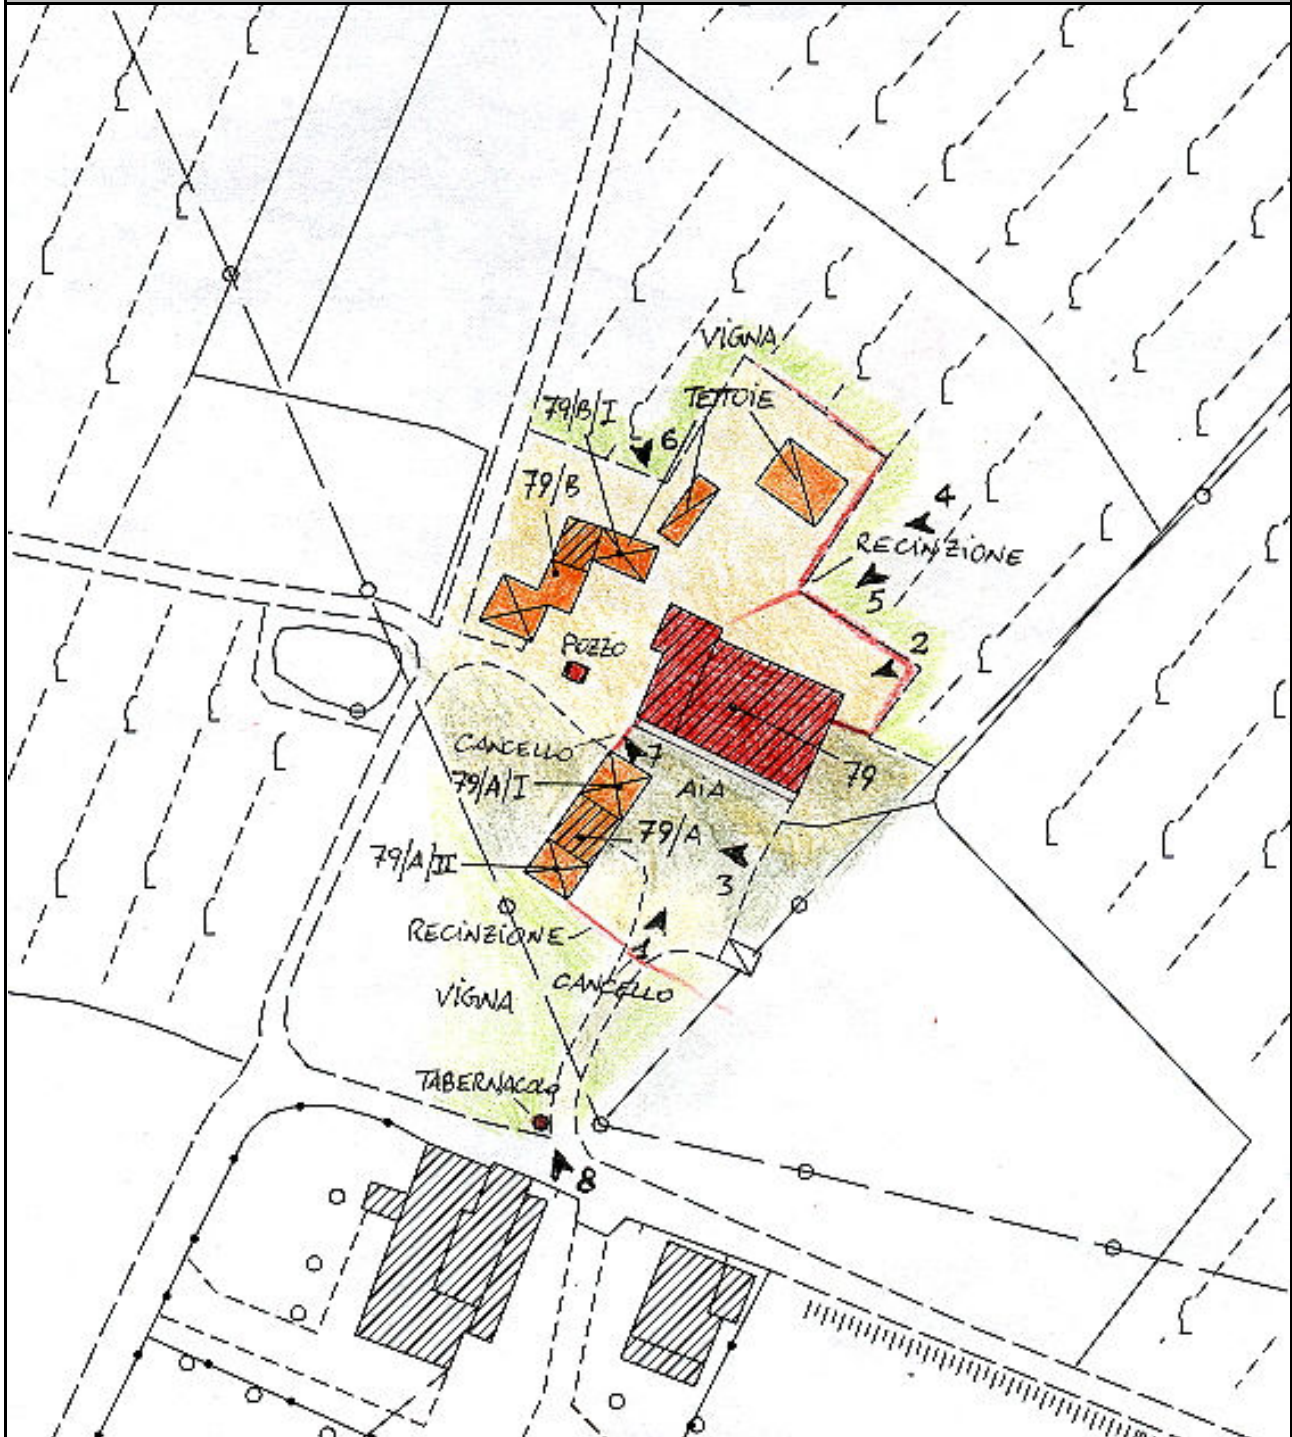 VIGNA
TETTOIE
79/B/I
6
79/B
4
RECINZIONE
5
2
POZZO
CANCELLO
7
79
79/A/I
AIA
79/A
79/A/II
3
RECINZIONE
1
CANCELLO
VIGNA
TABERNACOLO
8